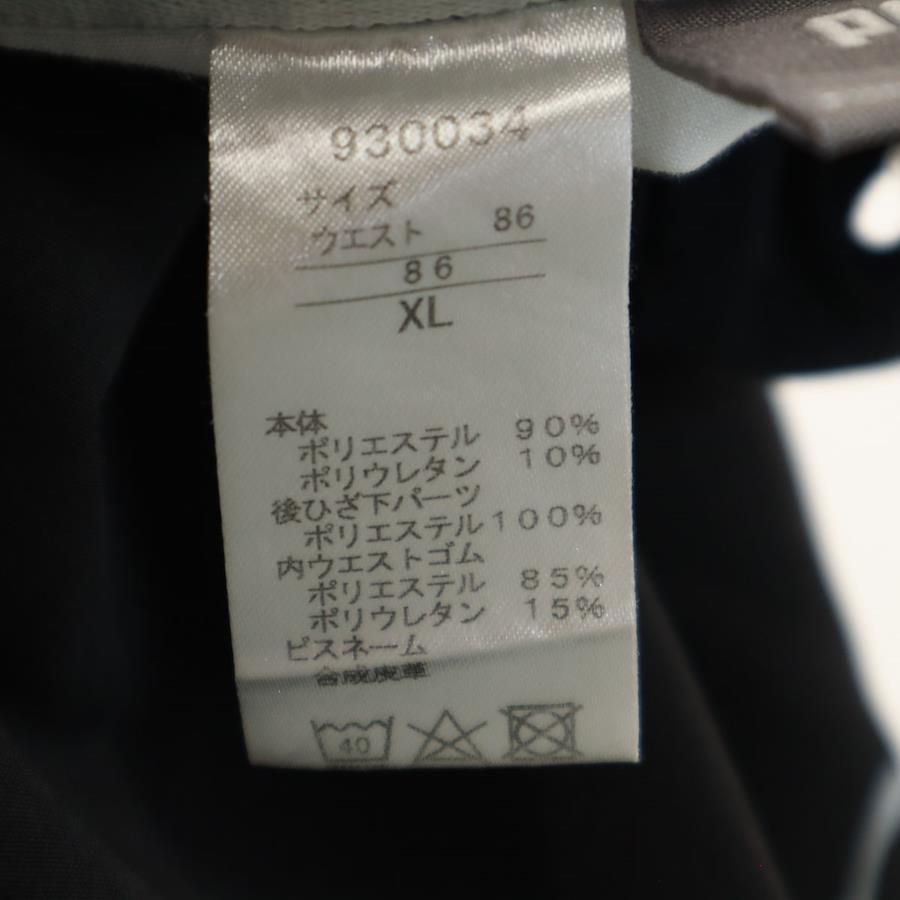 930034
サイズ
ウエスト 86
86
XL
本体
ポリエステル 90%
ポリウレタン 10%
後ひざ下パーツ
ポリエステル 100%
内ウエストゴム
ポリエステル 85%
ポリウレタン 15%
ピスネーム
合成皮革
40